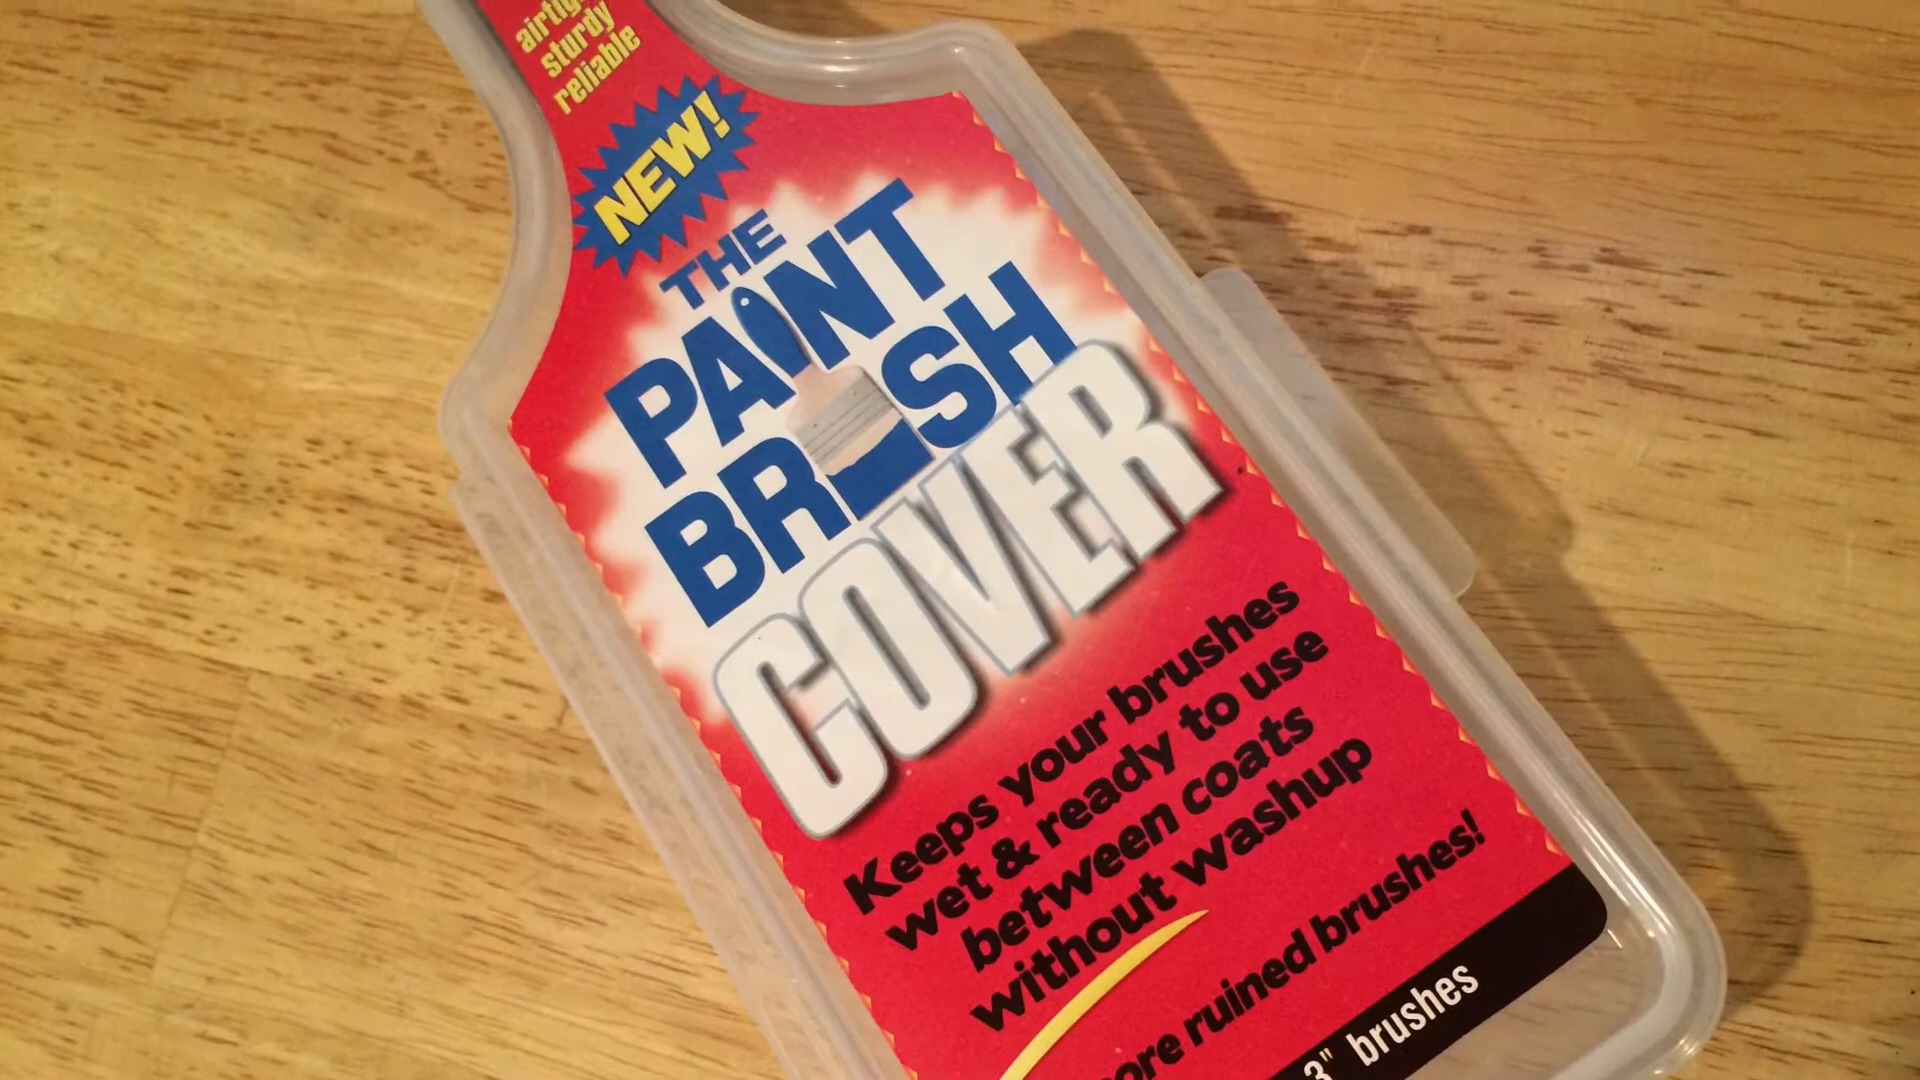 sturdy
reliable
NEW!
THE
PAINT
BRUSH
COVER
Keeps your brushes
wet & ready to use
between coats
without washup
ruined brushes!
3" brushes